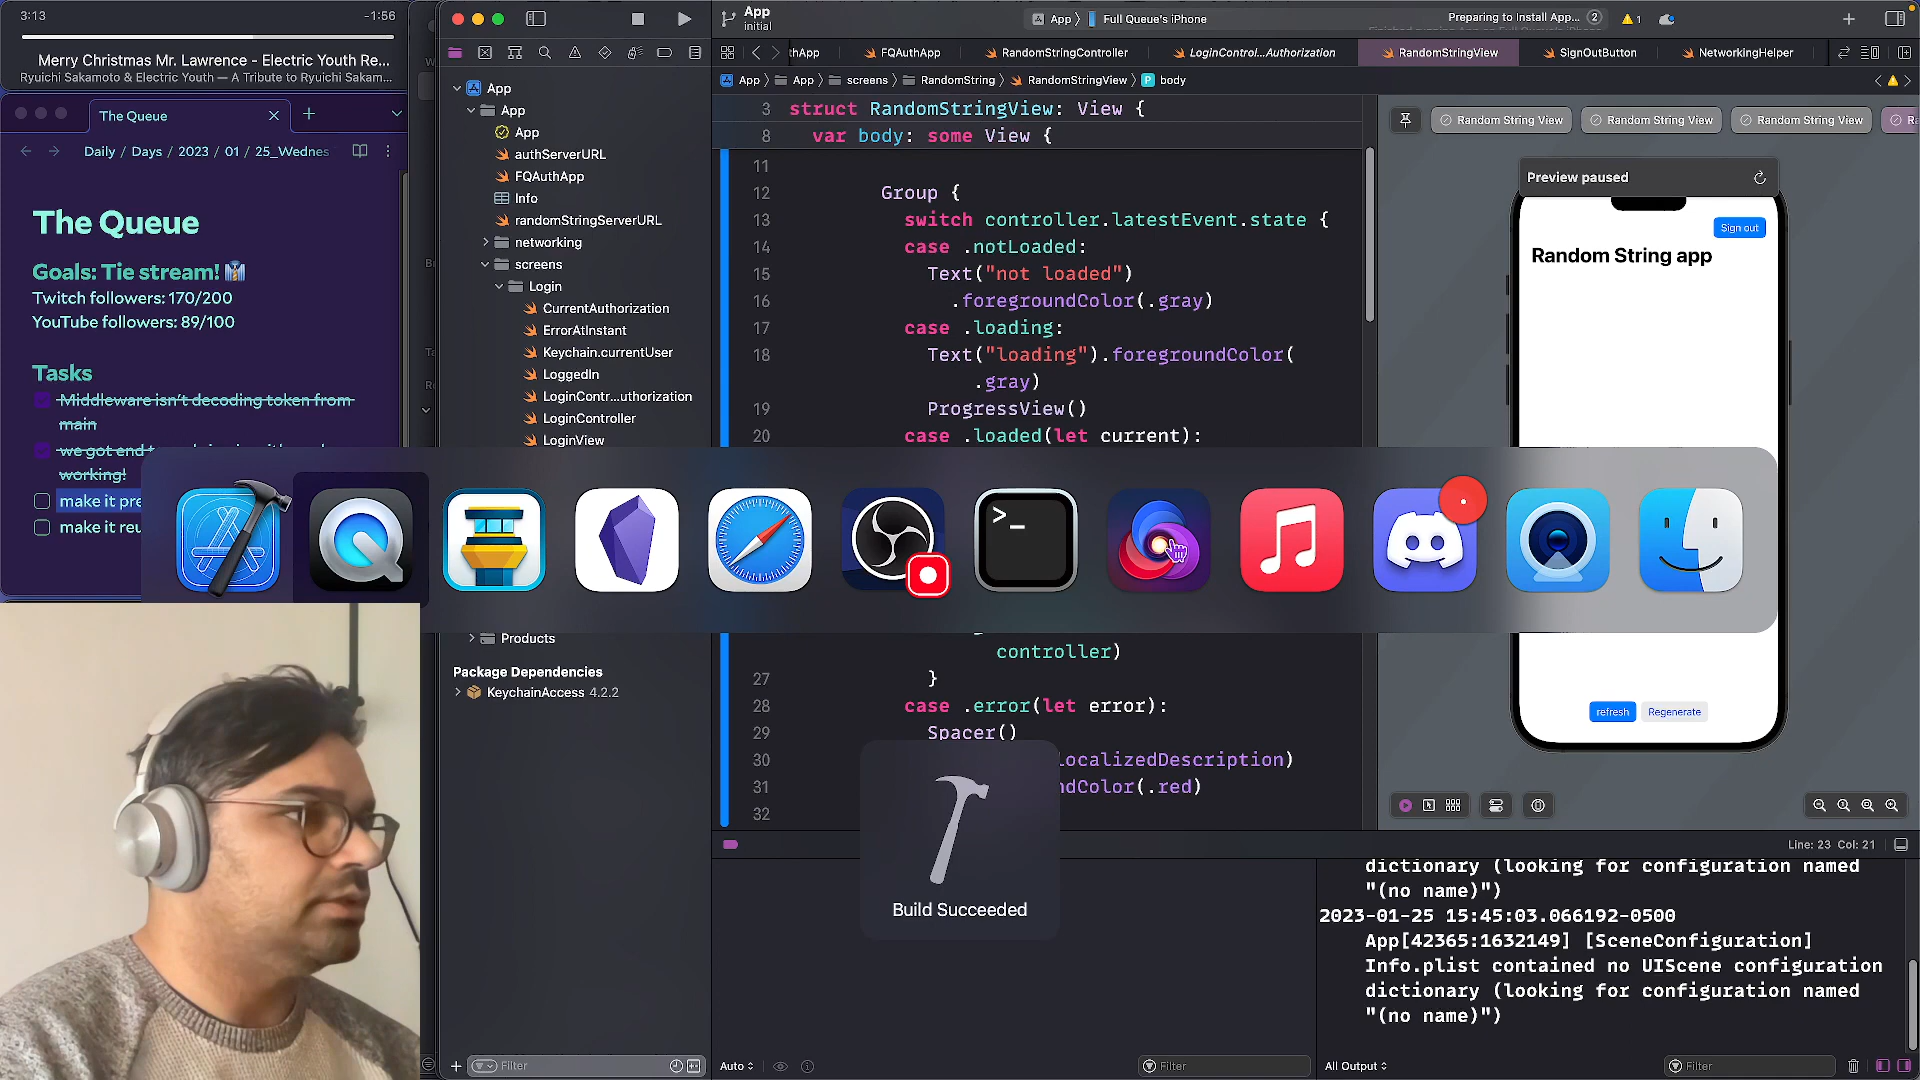 3:13
-1:56
Merry Christmas Mr. Lawrence - Electric Youth Re...
Ryuichi Sakamoto & Electric Youth — A Tribute to Ryuichi Sakam...
The Queue
Daily / Days / 2023 / 01 / 25_Wednes
The Queue
Goals: Tie stream!
Twitch followers: 170/200
YouTube followers: 89/100
Tasks
Middleware isn't decoding token from
main
working!
make it pre
make it reu
App
initial
App
Full Queue's iPhone
Preparing to Install App...
2
1
thApp
FQAuthApp
RandomStringController
LoginControl...Authorization
RandomStringView
SignOutButton
NetworkingHelper
App
App
screens
RandomString
RandomStringView
body
App
App
App
authServerURL
FQAuthApp
Info
randomStringServerURL
networking
screens
Login
CurrentAuthorization
ErrorAtInstant
Keychain.currentUser
LoggedIn
LoginContr...uthorization
LoginController
LoginView
Products
Package Dependencies
KeychainAccess 4.2.2
Filter
3 struct RandomStringView: View {
8 var body: some View {
11
12 Group {
13 switch controller.latestEvent.state {
14 case .notLoaded:
15 Text("not loaded")
16 .foregroundColor(.gray)
17 case .loading:
18 Text("loading").foregroundColor(
.gray)
19 ProgressView()
20 case .loaded(let current):
controller)
27 }
28 case .error(let error):
29 Spacer()
30 localizedDescription)
31 ndColor(.red)
32
Build Succeeded
Random String View
Random String View
Random String View
Preview paused
Sign out
Random String app
refresh
Regenerate
Line: 23 Col: 21
dictionary (looking for configuration named
"(no name)")
2023-01-25 15:45:03.066192-0500
App[42365:1632149] [SceneConfiguration]
Info.plist contained no UIScene configuration
dictionary (looking for configuration named
"(no name)")
Auto
Filter
All Output
Filter